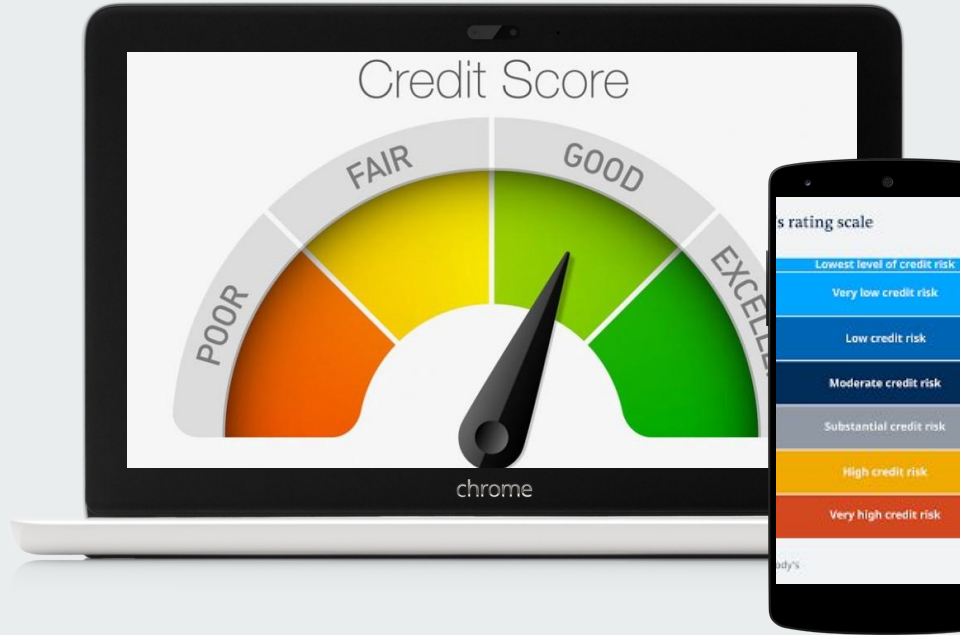 Credit Score
POOR
FAIR
GOOD
s rating scale
Lowest level of credit risk
Very low credit risk
Low credit risk
Moderate credit risk
Substantial credit risk
High credit risk
Very high credit risk
ody's
chrome